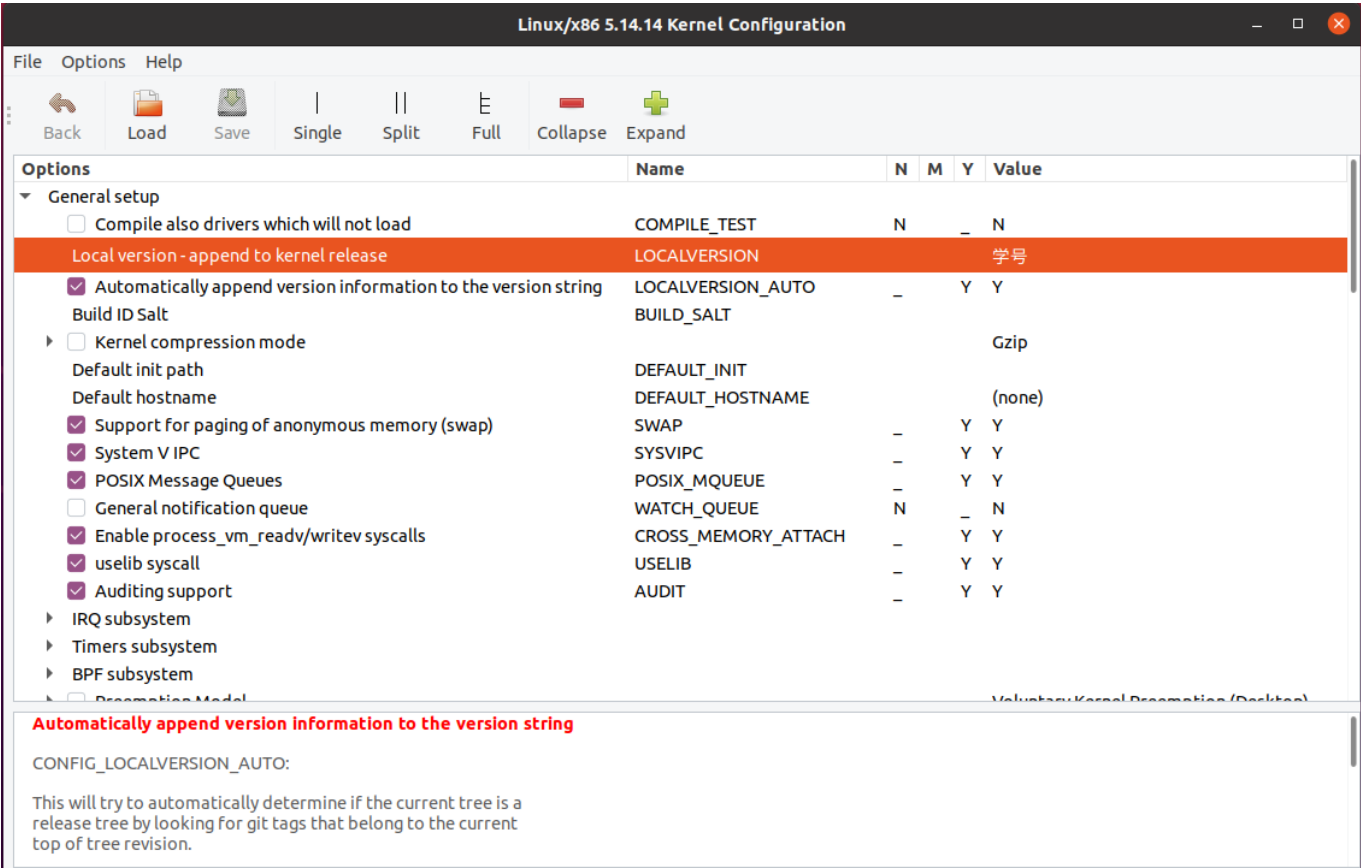 Linux/x86 5.14.14 Kernel Configuration
File Options Help
Back Load Save Single Split Full Collapse Expand
Options Name N M Y Value
General setup
Compile also drivers which will not load COMPILE_TEST N _ N
Local version - append to kernel release LOCALVERSION 学号
Automatically append version information to the version string LOCALVERSION_AUTO _ Y Y
Build ID Salt BUILD_SALT
Kernel compression mode Gzip
Default init path DEFAULT_INIT
Default hostname DEFAULT_HOSTNAME (none)
Support for paging of anonymous memory (swap) SWAP _ Y Y
System V IPC SYSVIPC _ Y Y
POSIX Message Queues POSIX_MQUEUE _ Y Y
General notification queue WATCH_QUEUE N _ N
Enable process_vm_readv/writev syscalls CROSS_MEMORY_ATTACH _ Y Y
uselib syscall USELIB _ Y Y
Auditing support AUDIT _ Y Y
IRQ subsystem
Timers subsystem
BPF subsystem
Preemption Model Voluntary Kernel Preemption (Desktop)
Automatically append version information to the version string
CONFIG_LOCALVERSION_AUTO:
This will try to automatically determine if the current tree is a
release tree by looking for git tags that belong to the current
top of tree revision.